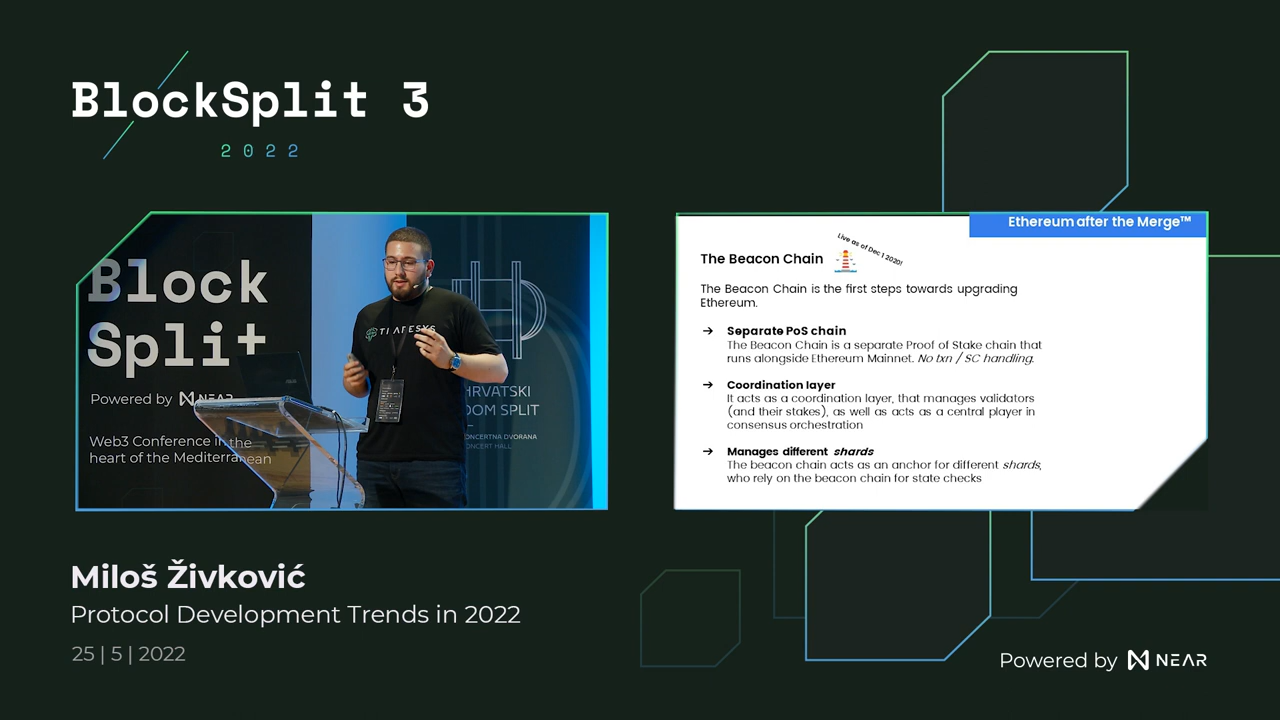 BlockSplit 3
2022
Block
Split
Powered by NEAR
Web3 Conference in the
heart of the Mediterranean
HRVATSKI
DOM SPLIT
KONCERTNA DVORANA
CONCERT HALL
Ethereum after the Merge™
Live as of Dec 1 2020!
The Beacon Chain
The Beacon Chain is the first steps towards upgrading
Ethereum.
→ Separate PoS chain
The Beacon Chain is a separate Proof of Stake chain that
runs alongside Ethereum Mainnet. No txn / SC handling.
→ Coordination layer
It acts as a coordination layer, that manages validators
(and their stakes), as well as acts as a central player in
consensus orchestration
→ Manages different shards
The beacon chain acts as an anchor for different shards,
who rely on the beacon chain for state checks
Miloš Živković
Protocol Development Trends in 2022
25 | 5 | 2022
Powered by NEAR